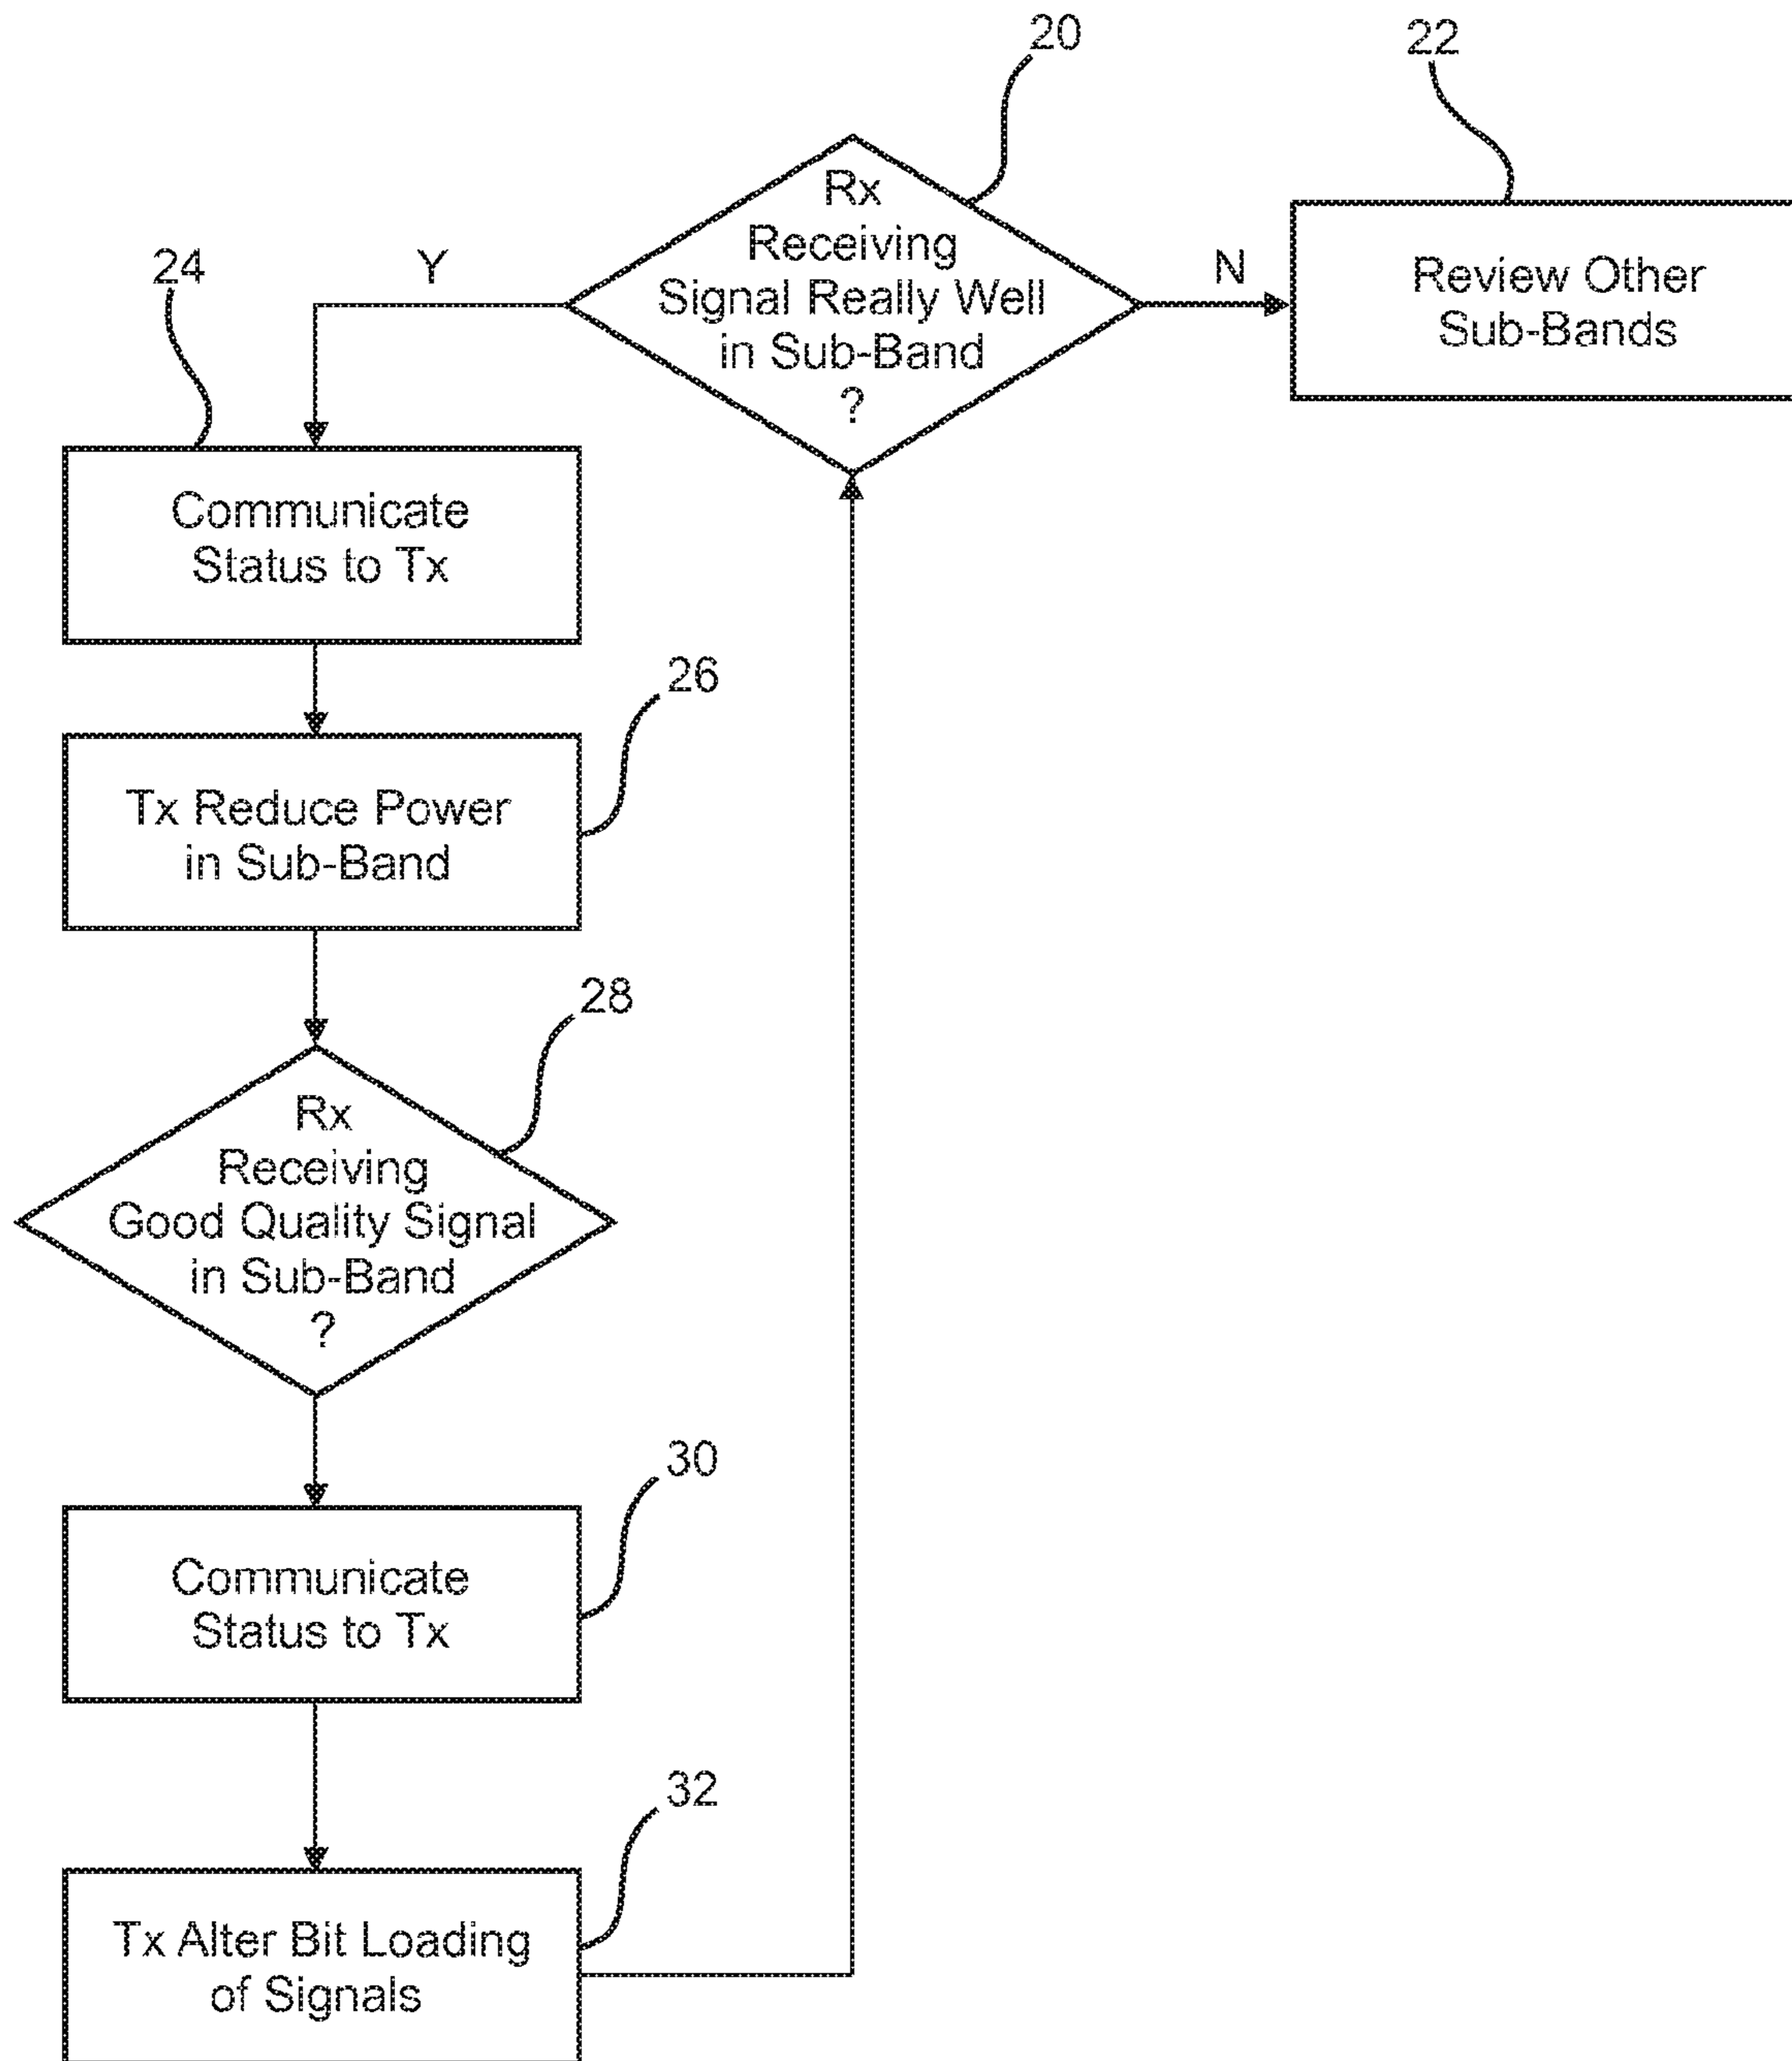 20
22
Rx
Receiving
Signal Really Well
in Sub-Band
?
Y
N
Review Other
Sub-Bands
24
Communicate
Status to Tx
26
Tx Reduce Power
in Sub-Band
28
Rx
Receiving
Good Quality Signal
in Sub-Band
?
30
Communicate
Status to Tx
32
Tx Alter Bit Loading
of Signals